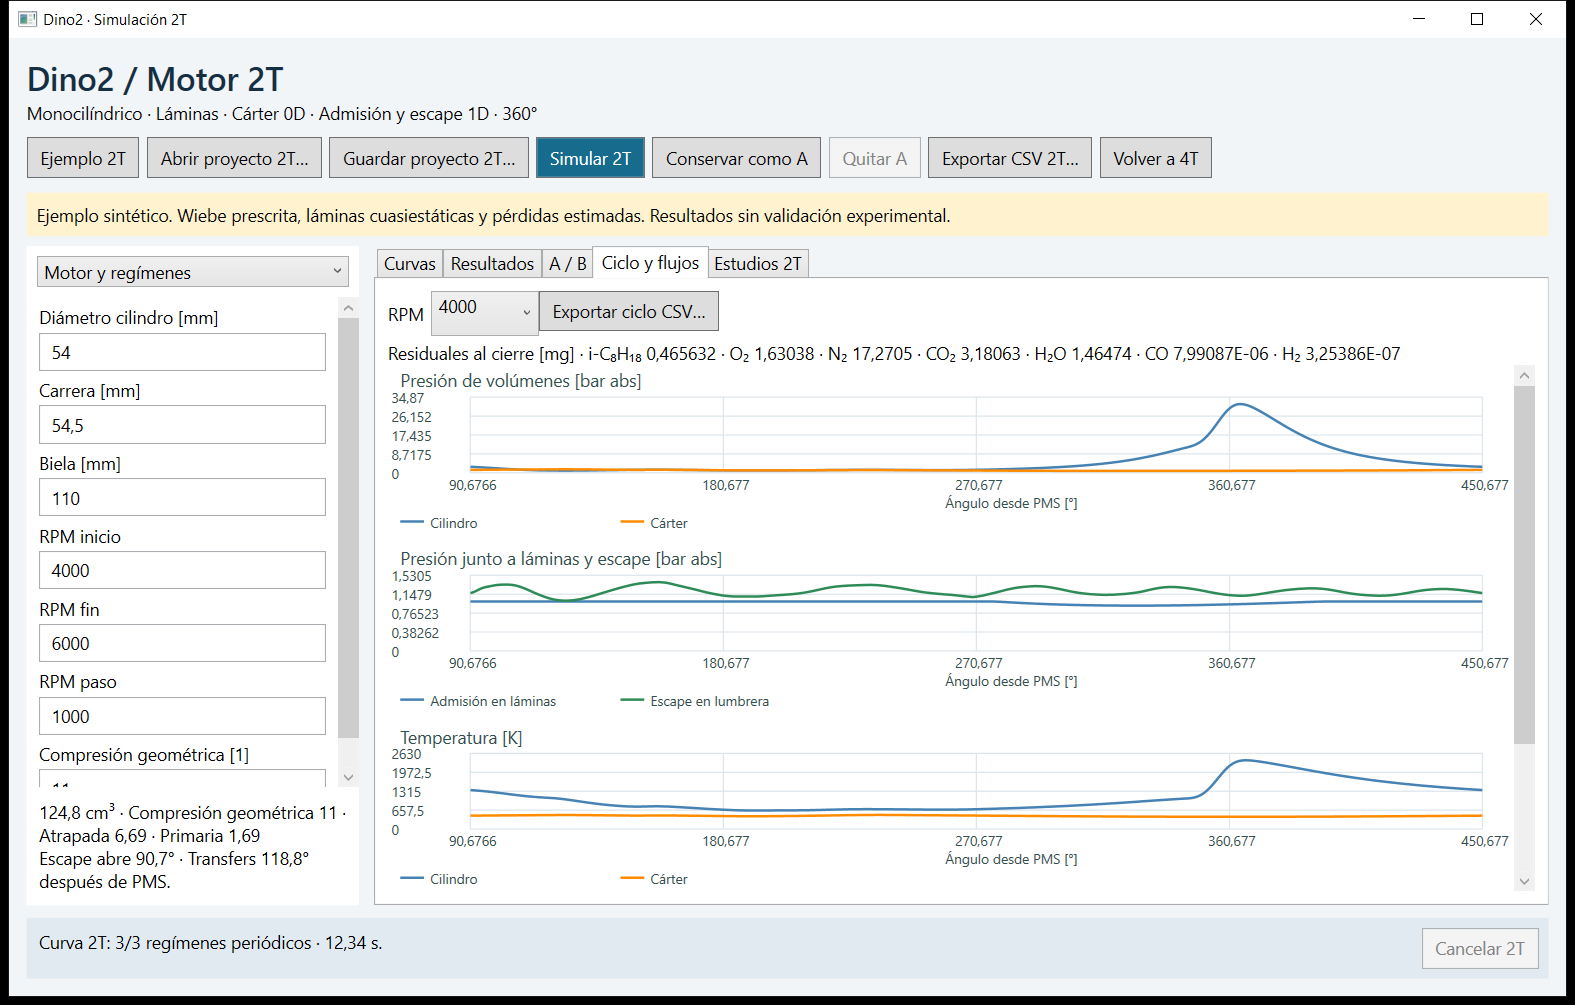 Dino2 · Simulación 2T
Dino2 / Motor 2T
Monocilíndrico · Láminas · Cárter 0D · Admisión y escape 1D · 360°
Ejemplo 2T
Abrir proyecto 2T...
Guardar proyecto 2T...
Simular 2T
Conservar como A
Quitar A
Exportar CSV 2T...
Volver a 4T
Ejemplo sintético. Wiebe prescrita, láminas cuasiestáticas y pérdidas estimadas. Resultados sin validación experimental.
Motor y regímenes
Diámetro cilindro [mm]
54
Carrera [mm]
54,5
Biela [mm]
110
RPM inicio
4000
RPM fin
6000
RPM paso
1000
Compresión geométrica [1]
11
124,8 cm³ · Compresión geométrica 11 ·
Atrapada 6,69 · Primaria 1,69
Escape abre 90,7° · Transfers 118,8°
después de PMS.
Curvas
Resultados
A / B
Ciclo y flujos
Estudios 2T
RPM
4000
Exportar ciclo CSV...
Residuales al cierre [mg] · i-C₈H₁₈ 0,465632 · O₂ 1,63038 · N₂ 17,2705 · CO₂ 3,18063 · H₂O 1,46474 · CO 7,99087E-06 · H₂ 3,25386E-07
Presión de volúmenes [bar abs]
34,87
26,152
17,435
8,7175
0
90,6766 180,677 270,677 360,677 450,677
Ángulo desde PMS [°]
Cilindro Cárter
Presión junto a láminas y escape [bar abs]
1,5305
1,1479
0,76523
0,38262
0
90,6766 180,677 270,677 360,677 450,677
Ángulo desde PMS [°]
Admisión en láminas Escape en lumbrera
Temperatura [K]
2630
1972,5
1315
657,5
0
90,6766 180,677 270,677 360,677 450,677
Ángulo desde PMS [°]
Cilindro Cárter
Curva 2T: 3/3 regímenes periódicos · 12,34 s.
Cancelar 2T